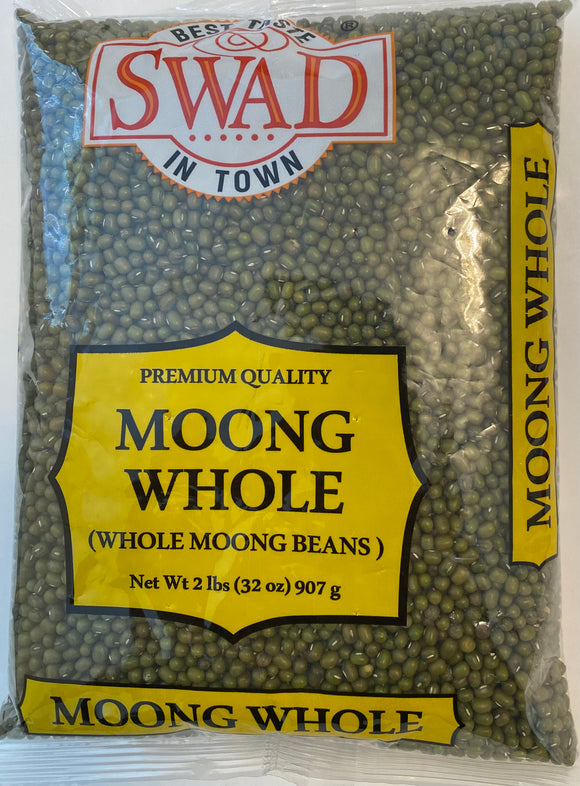 BEST TASTE
®
SWAD
IN TOWN
MOONG WHOLE
PREMIUM QUALITY
MOONG
WHOLE
(WHOLE MOONG BEANS )
Net Wt 2 lbs (32 oz) 907 g
MOONG WHOLE